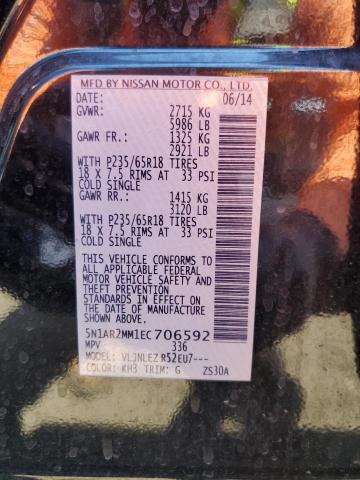 MFD BY NISSAN MOTOR CO., LTD.
DATE: 06/14
GVWR: 2715 KG
5986 LB
GAWR FR.: 1325 KG
2921 LB
WITH P235/65R18 TIRES
18 X 7.5 RIMS AT 33 PSI
COLD SINGLE
GAWR RR.: 1415 KG
3120 LB
WITH P235/65R18 TIRES
18 X 7.5 RIMS AT 33 PSI
COLD SINGLE
THIS VEHICLE CONFORMS TO
ALL APPLICABLE FEDERAL
MOTOR VEHICLE SAFETY AND
THEFT PREVENTION
STANDARDS IN EFFECT ON
THE DATE OF MANUFACTURE
SHOWN ABOVE.
5N1AR2MM1EC706592
MPV 336
MODEL: VLJNLEZ R52EU7---
COLOR: KH3 TRIM: G ZS30A